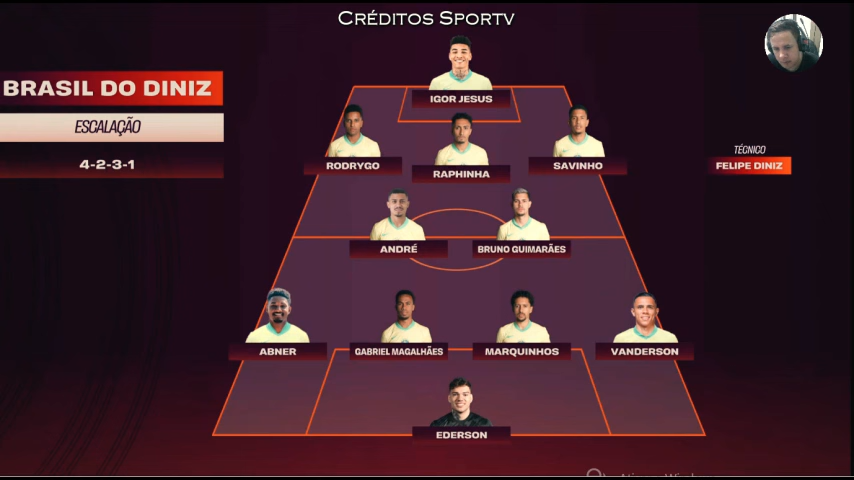 CRÉDITOS SPORTV
BRASIL DO DINIZ
ESCALAÇÃO
4-2-3-1
IGOR JESUS
RODRYGO
RAPHINHA
SAVINHO
TÉCNICO
FELIPE DINIZ
ANDRÉ
BRUNO GUIMARÃES
ABNER
GABRIEL MAGALHÃES
MARQUINHOS
VANDERSON
EDERSON